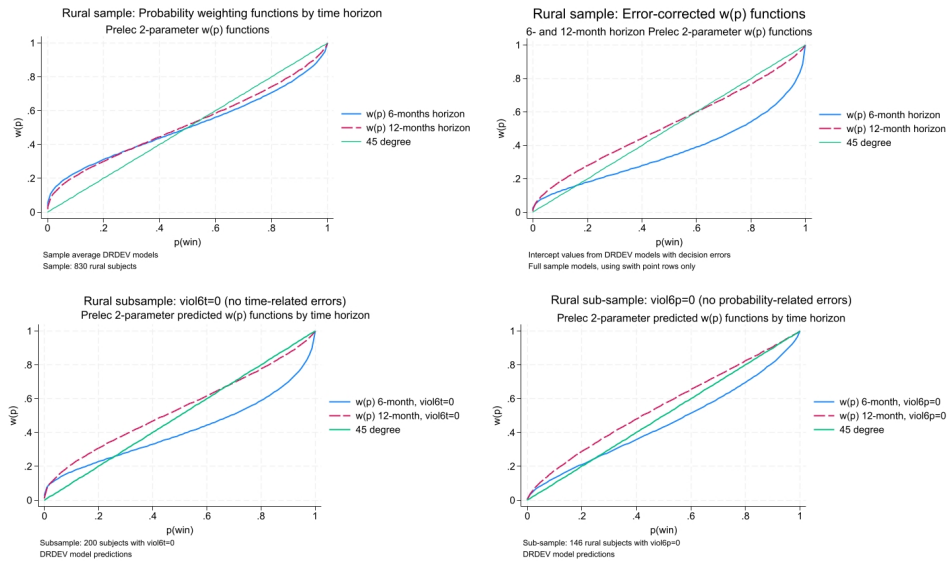 Rural sample: Probability weighting functions by time horizon
Prelec 2-parameter w(p) functions
1
.8
.6
.4
.2
0
w(p)
0 .2 .4 .6 .8 1
p(win)
w(p) 6-months horizon
w(p) 12-months horizon
45 degree
Sample average DRDEV models
Sample: 830 rural subjects
Rural sample: Error-corrected w(p) functions
6- and 12-month horizon Prelec 2-parameter w(p) functions
1
.8
.6
.4
.2
0
w(p)
0 .2 .4 .6 .8 1
p(win)
w(p) 6-month horizon
w(p) 12-month horizon
45 degree
Intercept values from DRDEV models with decision errors
Full sample models, using swith point rows only
Rural subsample: viol6t=0 (no time-related errors)
Prelec 2-parameter predicted w(p) functions by time horizon
1
.8
.6
.4
.2
0
w(p)
0 .2 .4 .6 .8 1
p(win)
w(p) 6-month, viol6t=0
w(p) 12-month, viol6t=0
45 degree
Subsample: 200 subjects with viol6t=0
DRDEV model predictions
Rural sub-sample: viol6p=0 (no probability-related errors)
Prelec 2-parameter predicted w(p) functions by time horizon
1
.8
.6
.4
.2
0
w(p)
0 .2 .4 .6 .8 1
p(win)
w(p) 6-month, viol6p=0
w(p) 12-month, viol6p=0
45 degree
Sub-sample: 146 rural subjects with viol6p=0
DRDEV model predictions